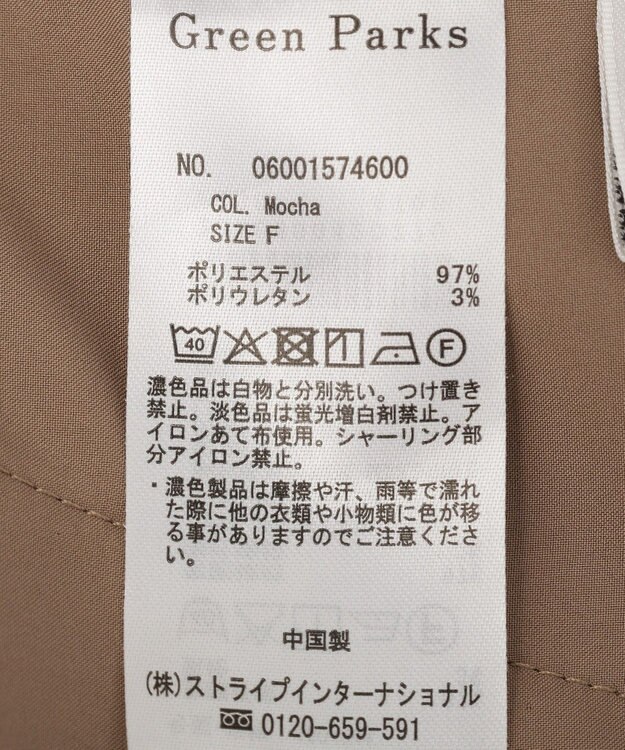 Green Parks
NO. 06001574600
COL. Mocha
SIZE F
ポリエステル 97%
ポリウレタン 3%
40 F
濃色品は白物と分別洗い。つけ置き
禁止。淡色品は蛍光増白剤禁止。ア
イロンあて布使用。シャーリング部
分アイロン禁止。
・濃色製品は摩擦や汗、雨等で濡れ
た際に他の衣類や小物類に色が移
る事がありますのでご注意くださ
い。
中国製
(株)ストライプインターナショナル
0120-659-591